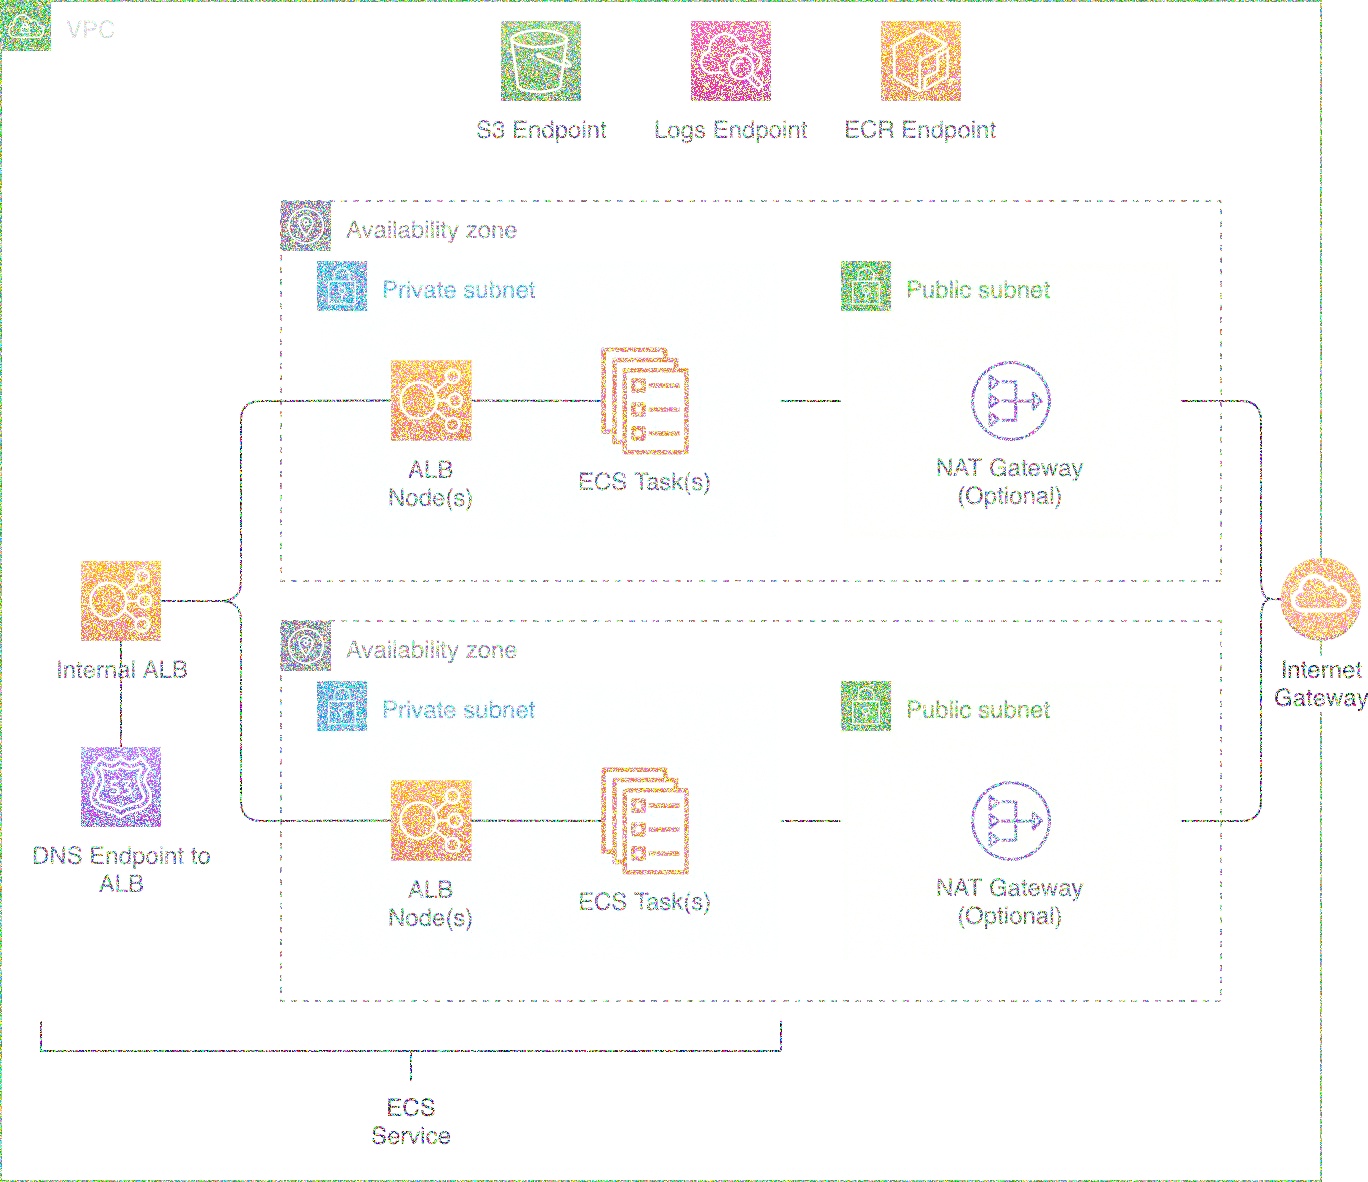 VPC
S3 Endpoint
Logs Endpoint
ECR Endpoint
Availability zone
Private subnet
Public subnet
ALB
Node(s)
ECS Task(s)
NAT Gateway
(Optional)
Internal ALB
DNS Endpoint to
ALB
Availability zone
Private subnet
Public subnet
ALB
Node(s)
ECS Task(s)
NAT Gateway
(Optional)
Internet
Gateway
ECS
Service